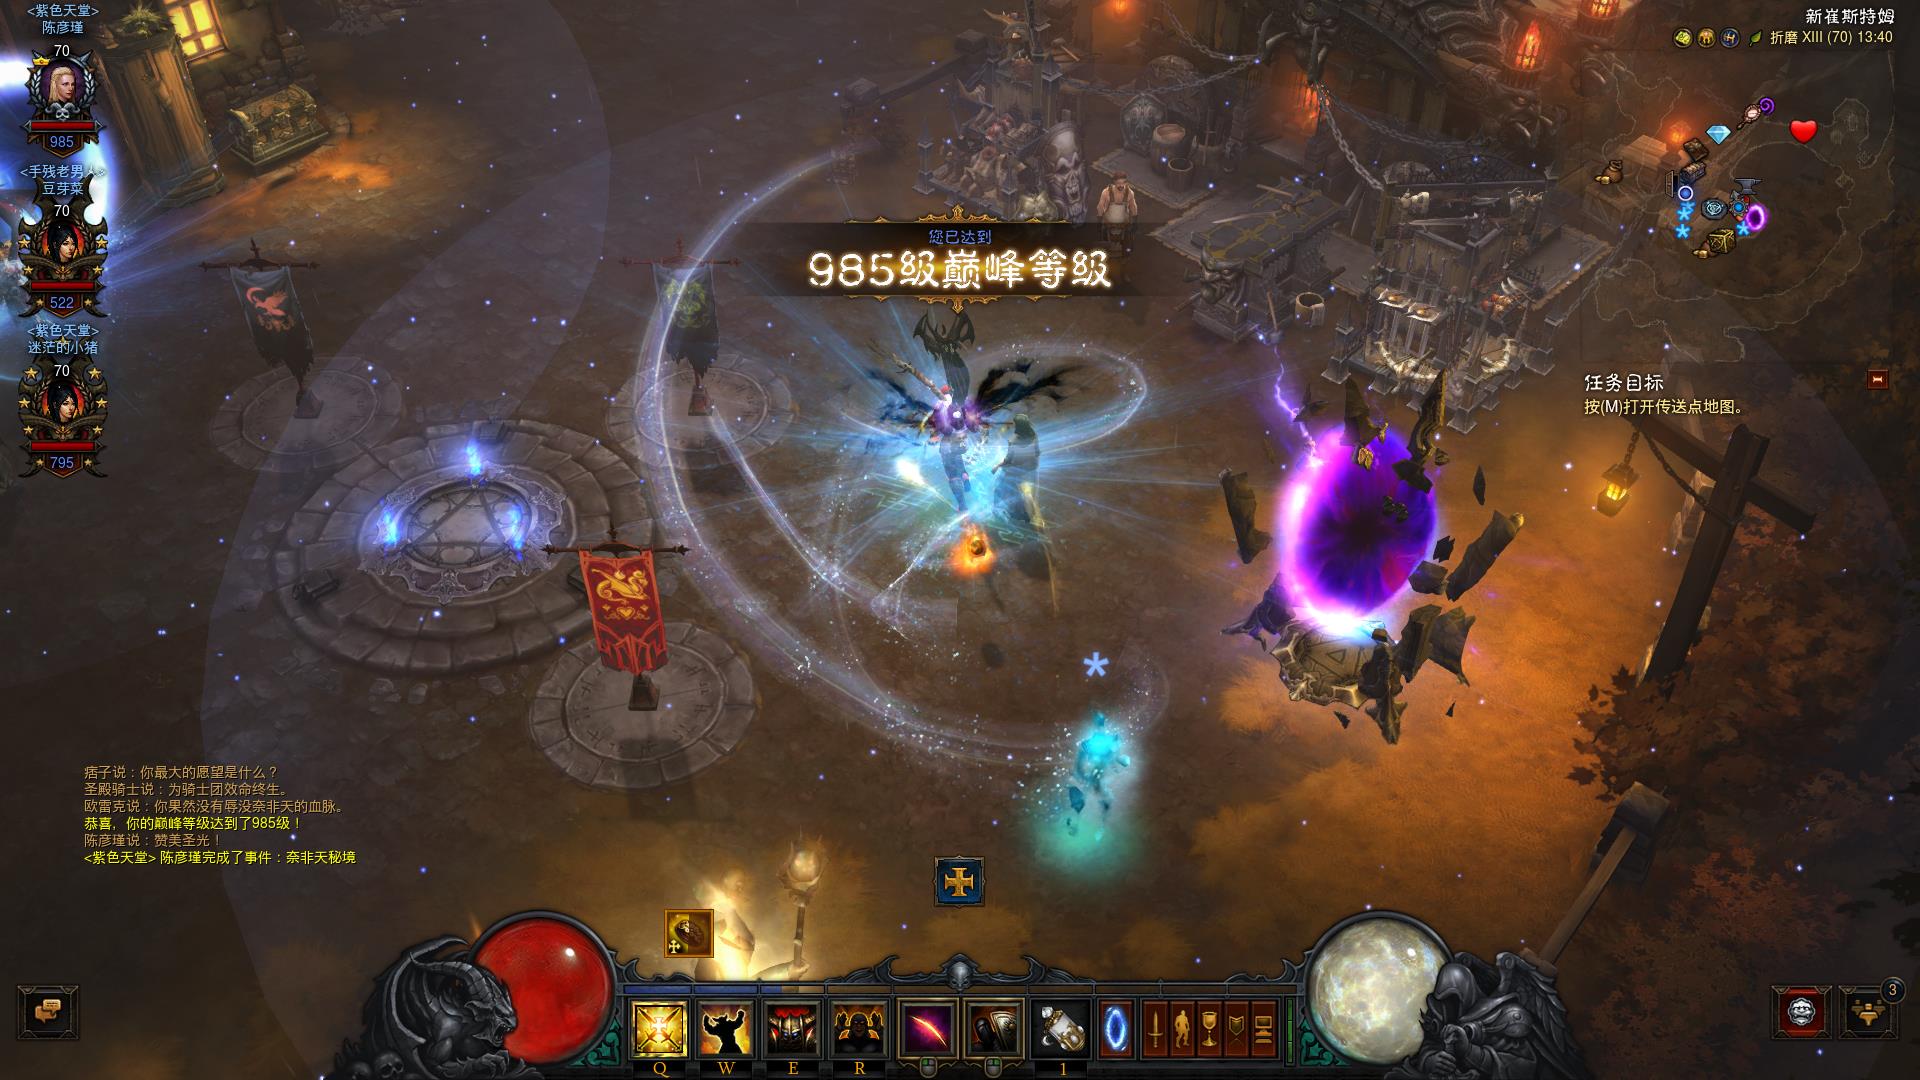 <紫色天堂>
陈彦瑾
70
985
<手残老男人>
豆芽菜
70
522
<紫色天堂>
迷茫的小猪
70
795
新崔斯特姆
折磨 XIII (70) 13:40
您已达到
985级巅峰等级
任务目标
按(M)打开传送点地图。
痞子说：你最大的愿望是什么？
圣殿骑士说：为骑士团效命终生。
欧雷克说：你果然没有辱没奈非天的血脉。
恭喜，你的巅峰等级达到了985级！
陈彦瑾说：赞美圣光！
<紫色天堂> 陈彦瑾完成了事件：奈非天秘境
Q W E R 1
3